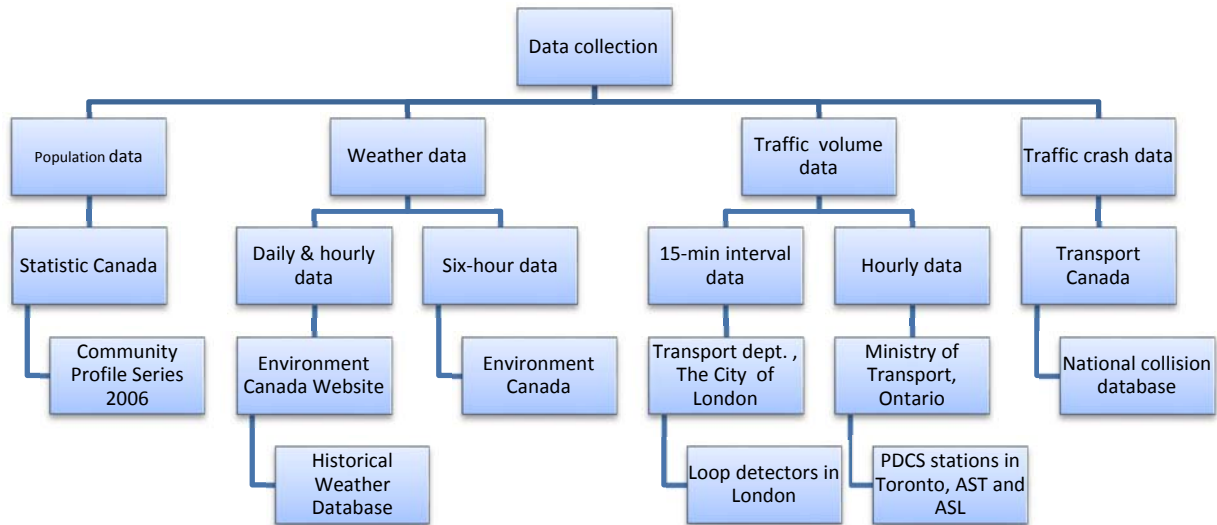 Data collection
Population data
Weather data
Traffic volume
data
Traffic crash data
Statistic Canada
Daily & hourly
data
Six-hour data
15-min interval
data
Hourly data
Transport
Canada
Community
Profile Series
2006
Environment
Canada Website
Environment
Canada
Transport dept. ,
The City of
London
Ministry of
Transport,
Ontario
National collision
database
Historical
Weather
Database
Loop detectors in
London
PDCS stations in
Toronto, AST and
ASL